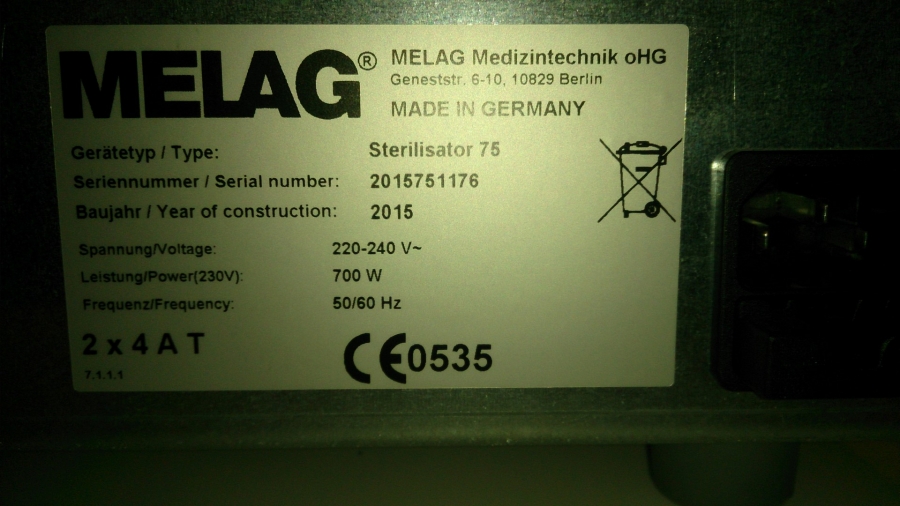 MELAG®
MELAG Medizintechnik oHG
Geneststr. 6-10, 10829 Berlin
MADE IN GERMANY
Gerätetyp / Type: Sterilisator 75
Seriennummer / Serial number: 2015751176
Baujahr / Year of construction: 2015
Spannung/Voltage: 220-240 V~
Leistung/Power(230V): 700 W
Frequenz/Frequency: 50/60 Hz
2 x 4 A T
CE0535
7.1.1.1